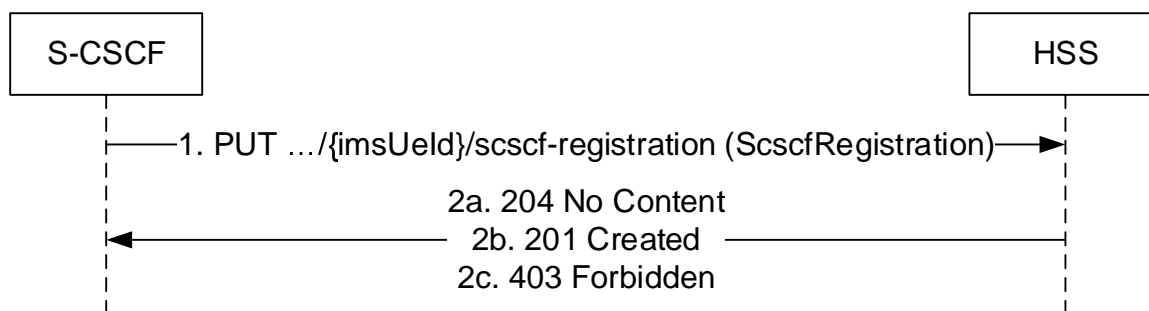 S-CSCF
HSS
1. PUT …/{imsUeId}/scscf-registration (ScscfRegistration)
2a. 204 No Content
2b. 201 Created
2c. 403 Forbidden